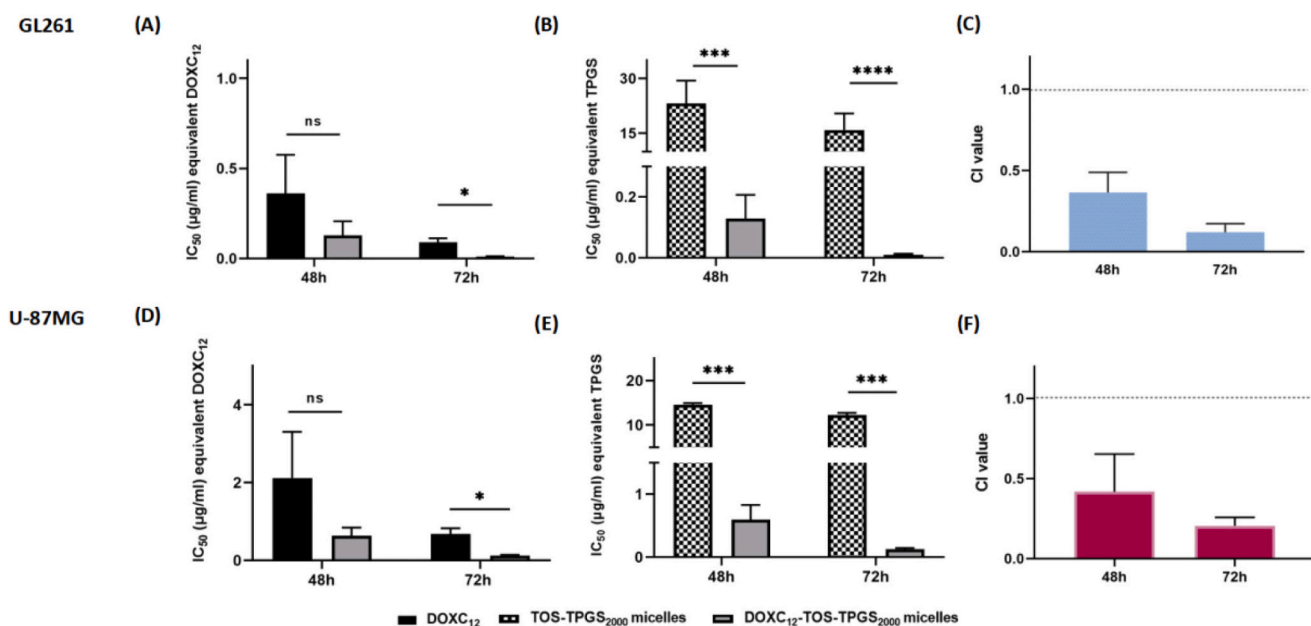 GL261
(A)
IC₅₀ (µg/ml) equivalent DOXC₁₂
1.0
0.5
0.0
ns
*
48h
72h
(B)
IC₅₀ (µg/ml) equivalent TPGS
30
15
0.2
0.0
***
****
48h
72h
(C)
CI value
1.0
0.5
0.0
48h
72h
U-87MG
(D)
IC₅₀ (µg/ml) equivalent DOXC₁₂
4
2
0
ns
*
48h
72h
(E)
IC₅₀ (µg/ml) equivalent TPGS
20
10
1
0
***
***
48h
72h
(F)
CI value
1.0
0.5
0.0
48h
72h
DOXC₁₂ TOS-TPGS₂₀₀₀ micelles DOXC₁₂-TOS-TPGS₂₀₀₀ micelles